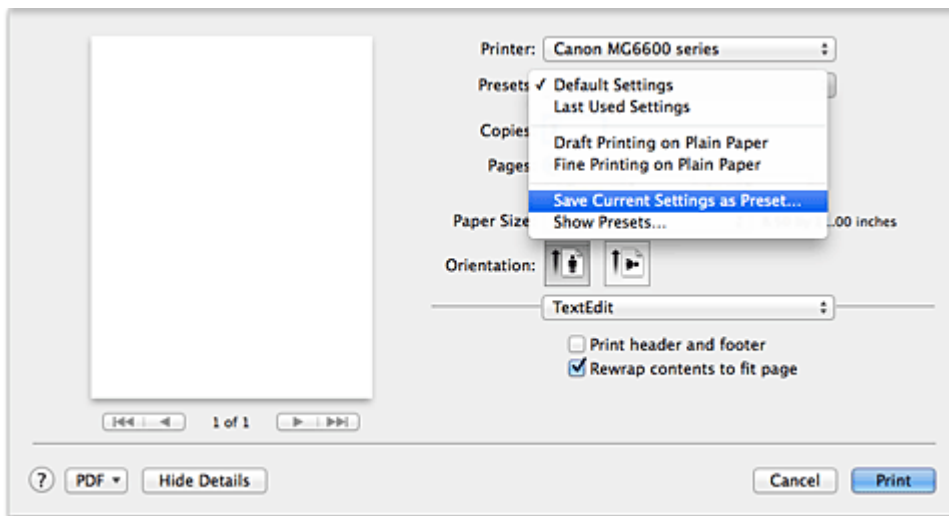 Printer: Canon MG6600 series
Presets ✓ Default Settings
Last Used Settings
Copies
Draft Printing on Plain Paper
Pages Fine Printing on Plain Paper
Save Current Settings as Preset...
Paper Size Show Presets... .00 inches
Orientation:
TextEdit
Print header and footer
Rewrap contents to fit page
1 of 1
? PDF Hide Details Cancel Print